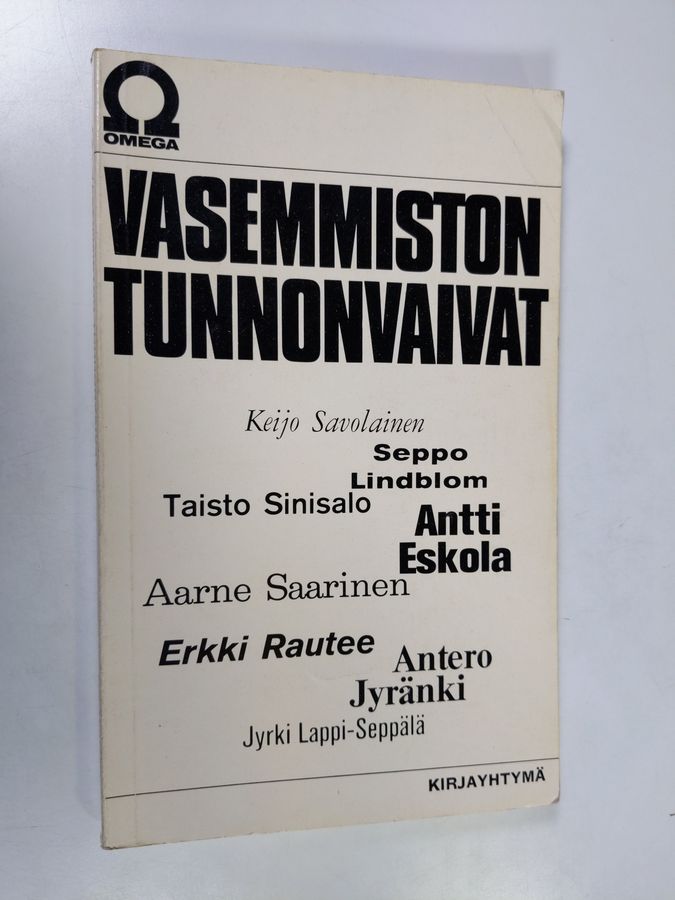 OMEGA
VASEMMISTON
TUNNONVAIVAT
Keijo Savolainen
Seppo
Lindblom
Taisto Sinisalo
Antti
Eskola
Aarne Saarinen
Erkki Rautee
Antero
Jyränki
Jyrki Lappi-Seppälä
KIRJAYHTYMÄ